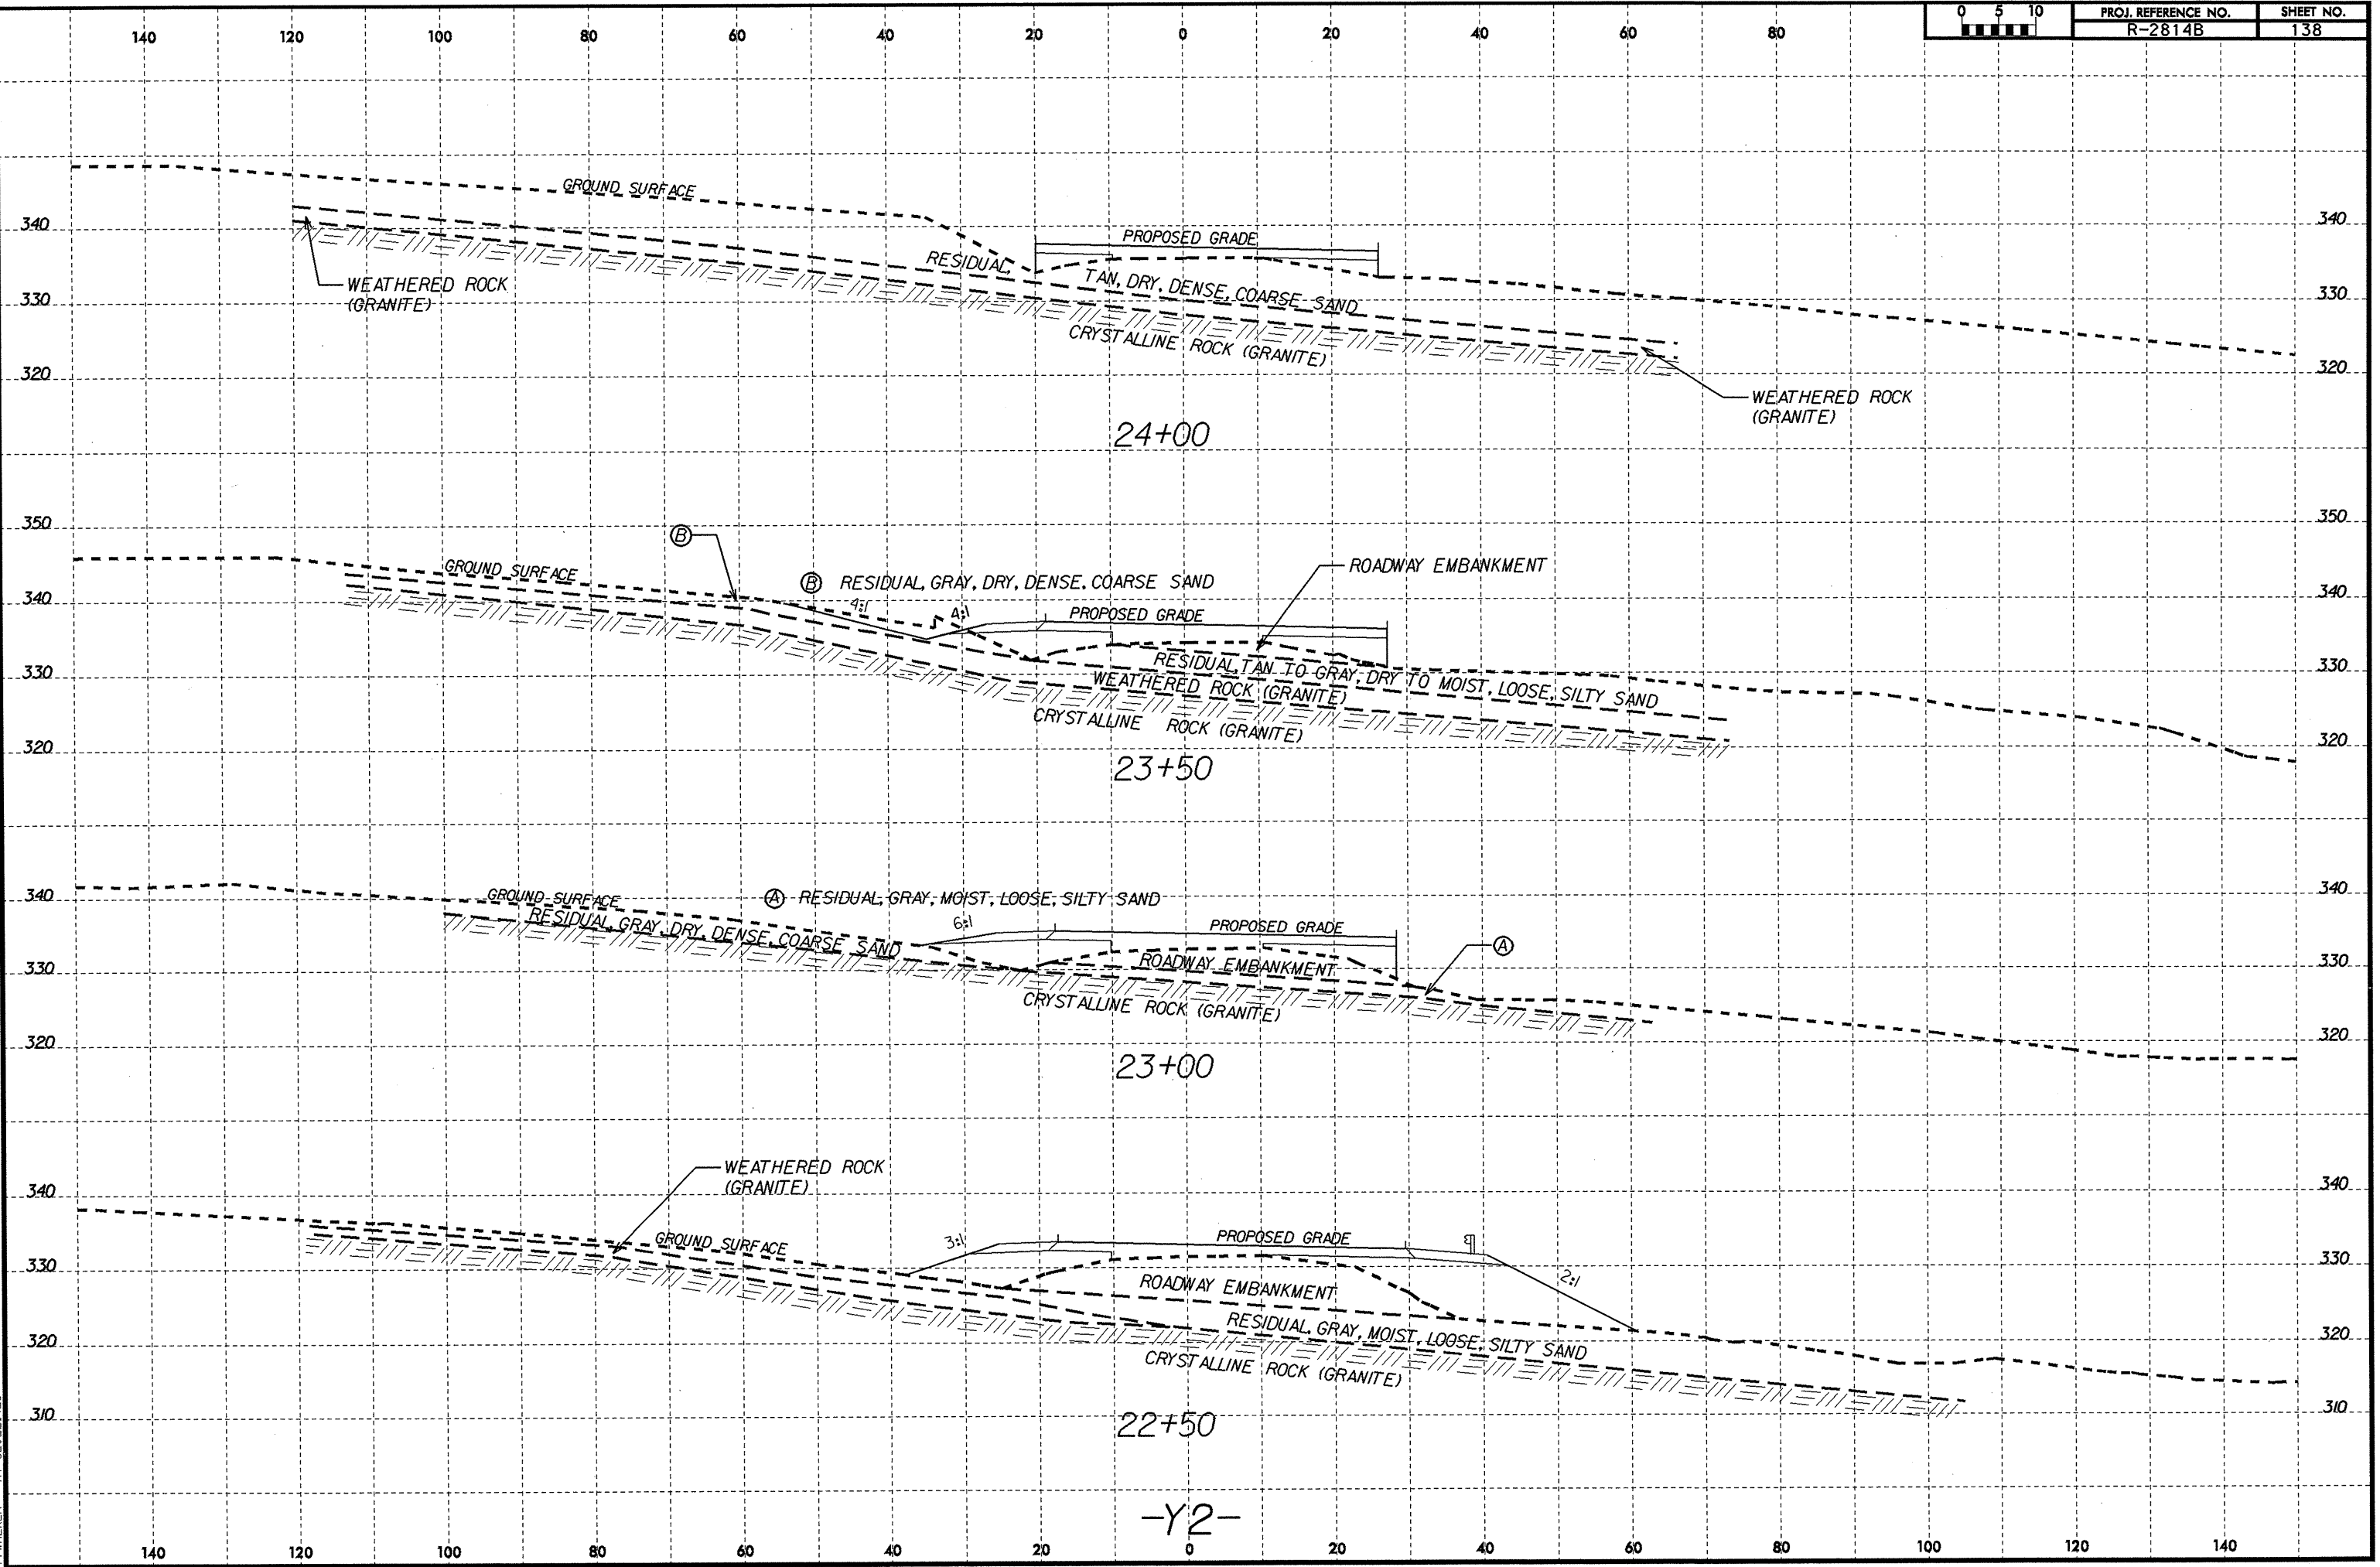 0 5 10
PROJ. REFERENCE NO. SHEET NO.
R-2814B 138
140 120 100 80 60 40 20 0 20 40 60 80
GROUND SURFACE
340 340
PROPOSED GRADE
RESIDUAL,
TAN, DRY, DENSE, COARSE SAND
WEATHERED ROCK
(GRANITE)
330 330
CRYSTALLINE ROCK (GRANITE)
320 320
WEATHERED ROCK
(GRANITE)
24+00
350 350
B
GROUND SURFACE
ROADWAY EMBANKMENT
B RESIDUAL, GRAY, DRY, DENSE, COARSE SAND
340 340
4:1 4:1
PROPOSED GRADE
RESIDUAL, TAN TO GRAY, DRY TO MOIST, LOOSE, SILTY SAND
330 330
WEATHERED ROCK (GRANITE)
CRYSTALLINE ROCK (GRANITE)
320 320
23+50
340 340
GROUND SURFACE
A RESIDUAL, GRAY, MOIST, LOOSE, SILTY SAND
RESIDUAL, GRAY, DRY, DENSE, COARSE SAND
6:1
PROPOSED GRADE
A
330 330
ROADWAY EMBANKMENT
CRYSTALLINE ROCK (GRANITE)
320 320
23+00
WEATHERED ROCK
(GRANITE)
340 340
GROUND SURFACE
3:1
PROPOSED GRADE
330 330
2:1
ROADWAY EMBANKMENT
RESIDUAL, GRAY, MOIST, LOOSE, SILTY SAND
320 320
CRYSTALLINE ROCK (GRANITE)
310 310
22+50
-Y2-
140 120 100 80 60 40 20 0 20 40 60 80 100 120 140